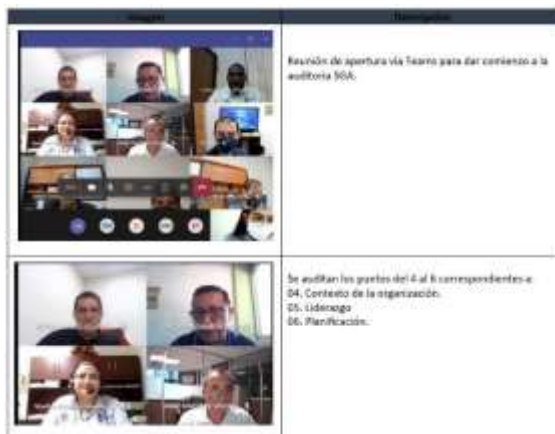 Imagen
Descripción
Reunión de apertura vía Teams para dar comienzo a la
auditoria SGA.
Se auditan los puntos del 4 al 6 correspondientes a:
04. Contexto de la organización.
05. Liderazgo
06. Planificación.